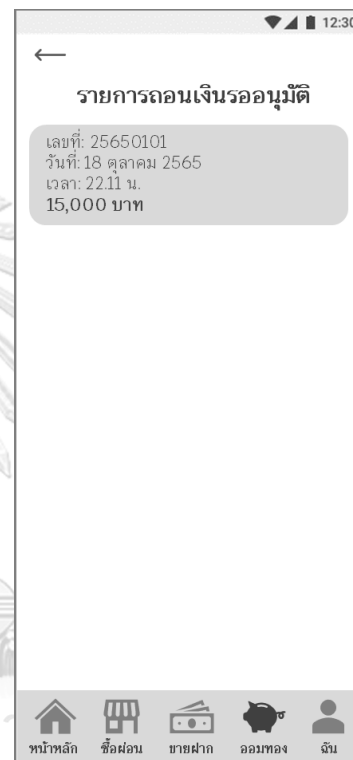 12:30
รายการถอนเงินรออนุมัติ
เลขที่: 25650101
วันที่: 18 ตุลาคม 2565
เวลา: 22.11 น.
15,000 บาท
หน้าหลัก ซื้อผ่อน ขายฝาก ออมทอง ฉัน